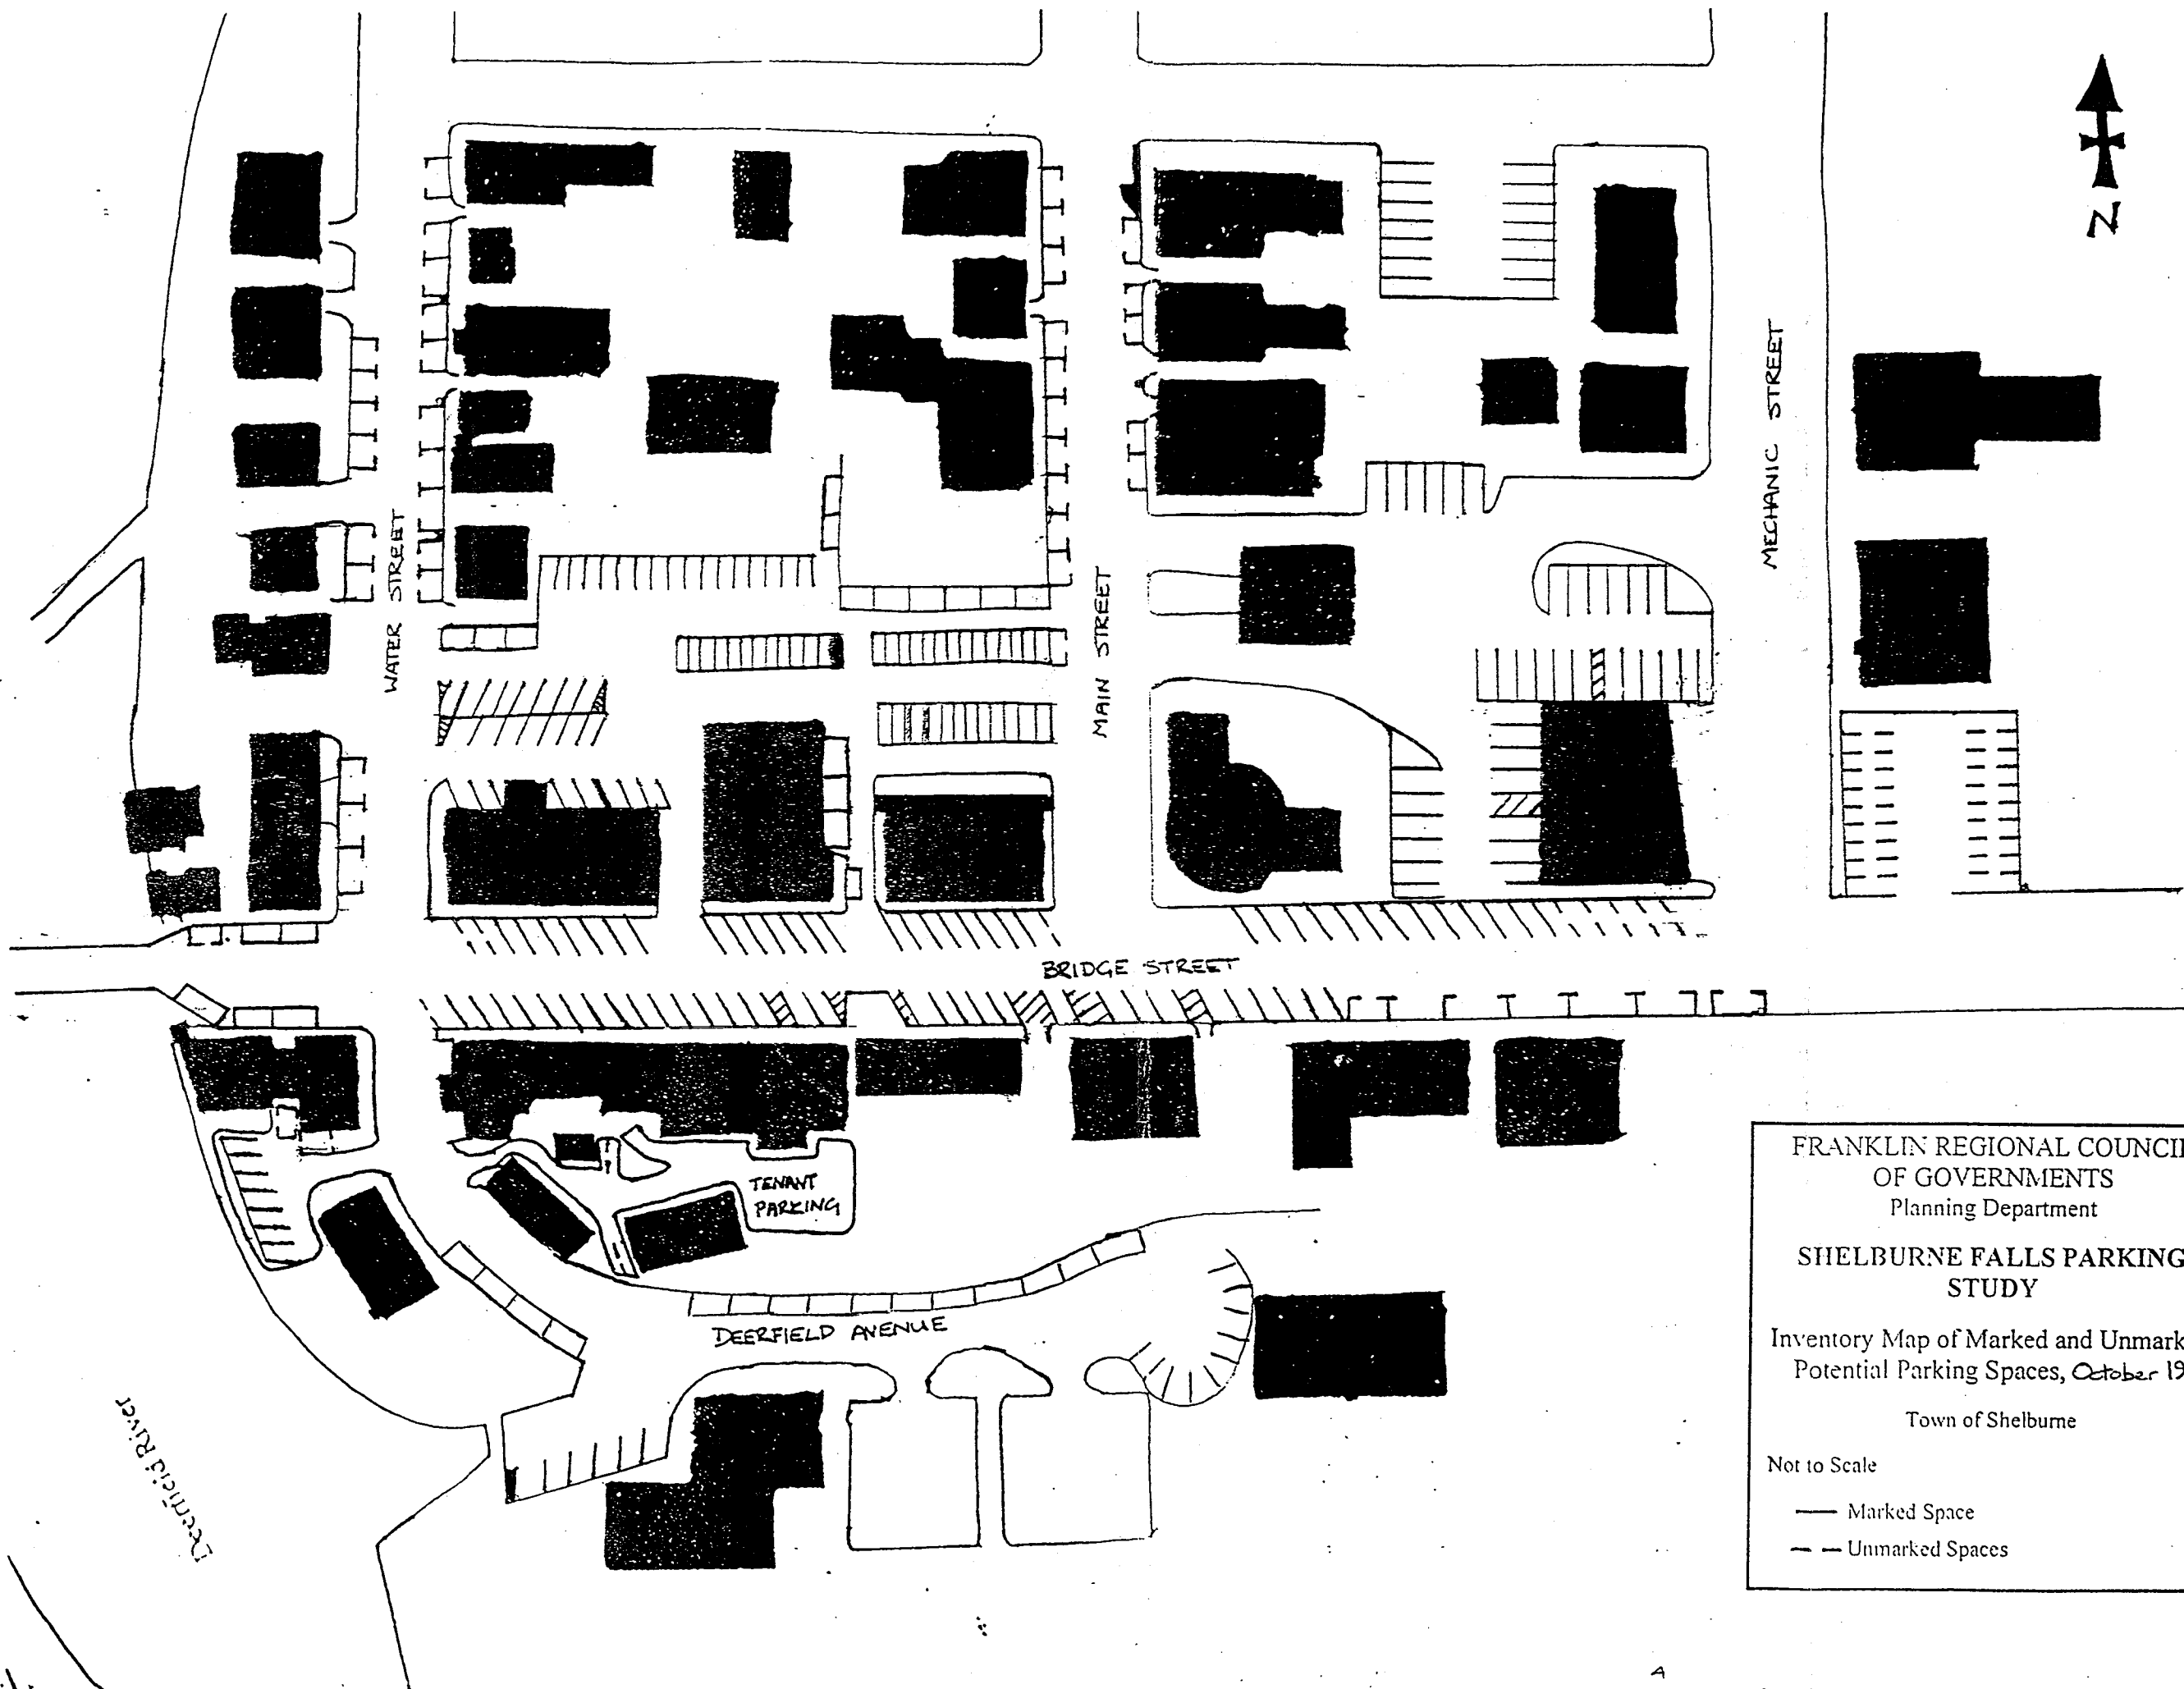 N
WATER STREET
MAIN STREET
MECHANIC STREET
BRIDGE STREET
TENANT
PARKING
DEERFIELD AVENUE
Deerfield River
FRANKLIN REGIONAL COUNCIL
OF GOVERNMENTS
Planning Department
SHELBURNE FALLS PARKING
STUDY
Inventory Map of Marked and Unmark
Potential Parking Spaces, October 19
Town of Shelburne
Not to Scale
Marked Space
Unmarked Spaces
A